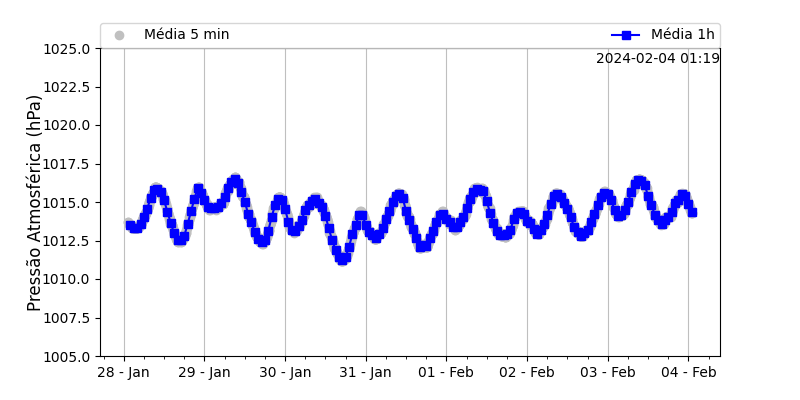 Média 5 min
Média 1h
2024-02-04 01:19
Pressão Atmosférica (hPa)
1025.0
1022.5
1020.0
1017.5
1015.0
1012.5
1010.0
1007.5
1005.0
28 - Jan
29 - Jan
30 - Jan
31 - Jan
01 - Feb
02 - Feb
03 - Feb
04 - Feb